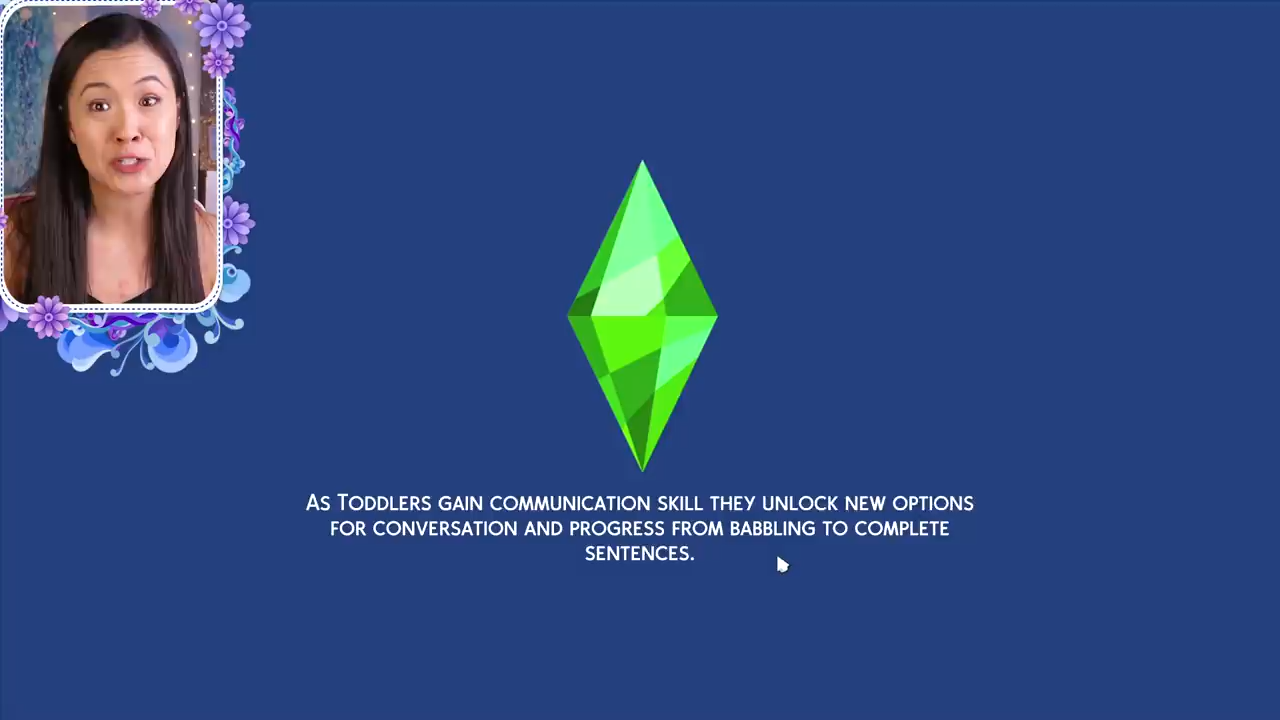 As Toddlers gain communication skill they unlock new options
for conversation and progress from babbling to complete
sentences.